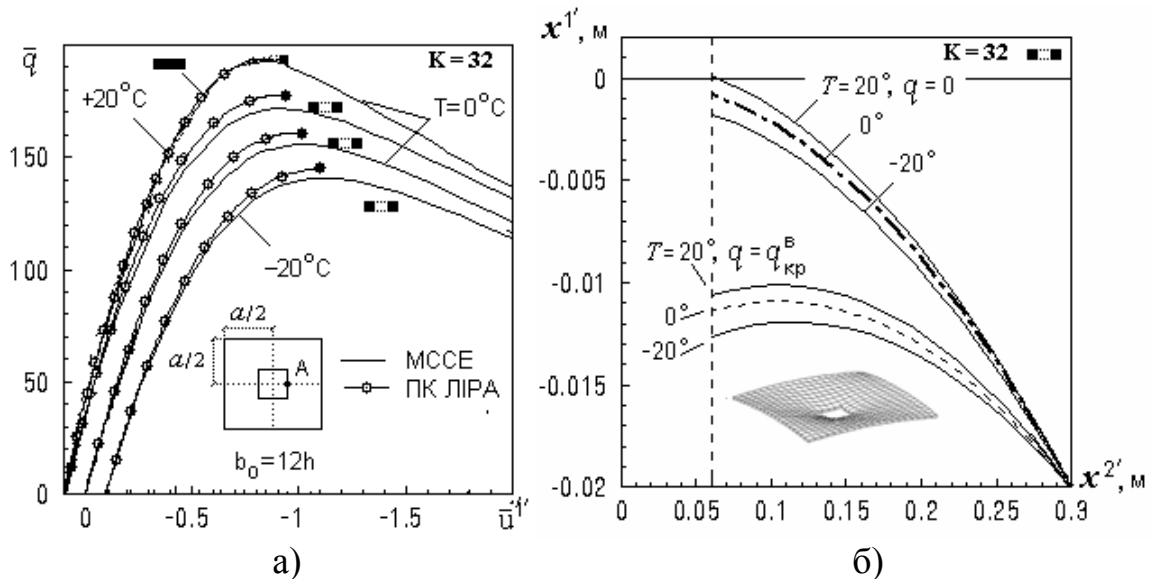 q̄
K = 32
+20°C
T=0°C
150
100
50
0
−20°C
a/2
a/2
A
b₀=12h
МССЕ
ПК ЛІРА
0
-0.5
-1
-1.5
ū¹′
а)
x¹′, м
K = 32
0
-0.005
-0.01
-0.015
-0.02
T=20°, q=0
0°
-20°
T=20°, q=qᴮкр
0°
-20°
0
0.05
0.1
0.15
0.2
0.25
0.3
x²′, м
б)